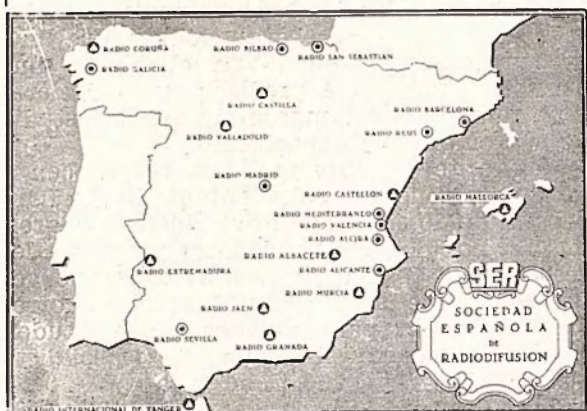 RADIO CORUÑA
RADIO BILBAO
RADIO SAN SEBASTIAN
RADIO GALICIA
RADIO CASTILLA
RADIO BARCELONA
RADIO VALLADOLID
RADIO REUS
RADIO MADRID
RADIO CASTELLON
RADIO MALLORCA
RADIO MEDITERRANEO
RADIO VALENCIA
RADIO ALCIRA
RADIO ALBACETE
RADIO EXTREMADURA
RADIO ALICANTE
RADIO MURCIA
RADIO JAEN
RADIO SEVILLA
RADIO GRANADA
RADIO INTERNACIONAL DE TANGER
SER
SOCIEDAD
ESPAÑOLA
DE
RADIODIFUSION